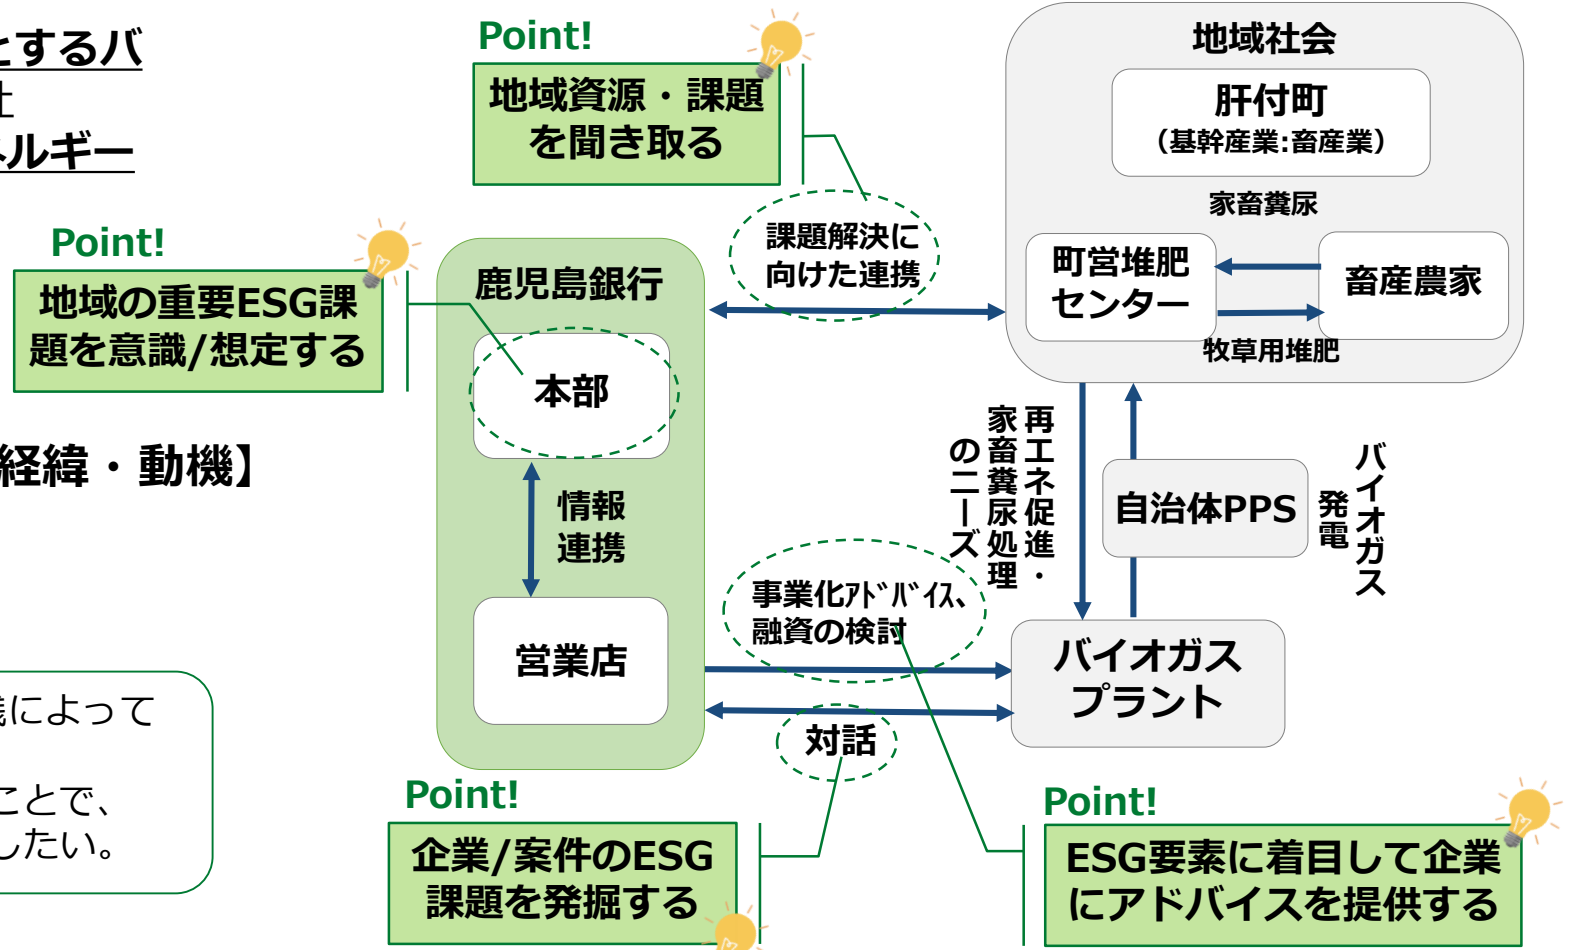 とするバ
社
ネルギー
Point!
地域資源・課題
を聞き取る
地域社会
肝付町
（基幹産業:畜産業）
家畜糞尿
町営堆肥
センター
畜産農家
牧草用堆肥
課題解決に
向けた連携
Point!
地域の重要ESG課
題を意識/想定する
鹿児島銀行
本部
情報
連携
営業店
経緯・動機】
再エネ促進・
家畜糞尿処理
のニーズ
自治体PPS
バイオガス
発電
事業化ｱﾄﾞﾊﾞｲｽ、
融資の検討
バイオガス
プラント
対話
によって
ことで、
したい。
Point!
企業/案件のESG
課題を発掘する
Point!
ESG要素に着目して企業
にアドバイスを提供する